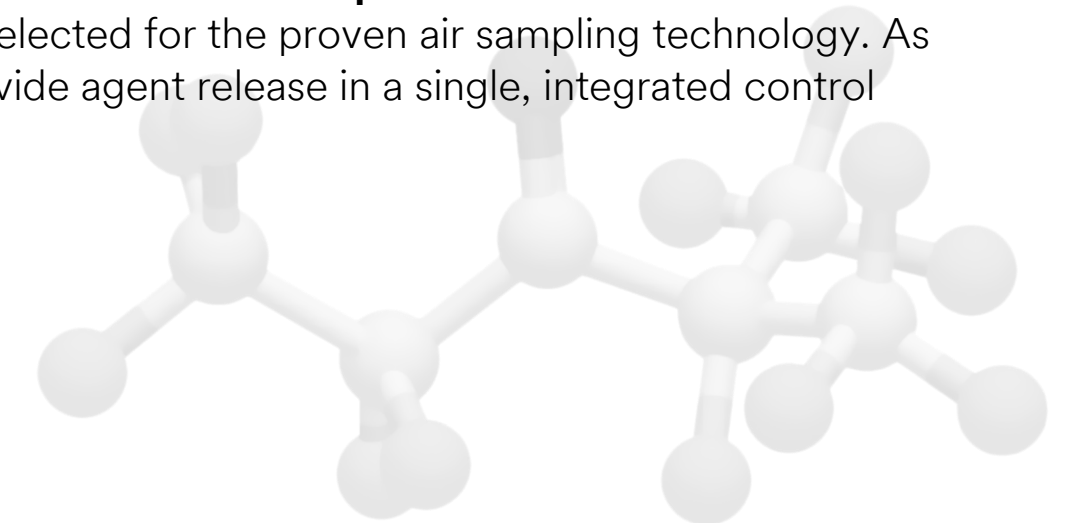 elected for the proven air sampling technology. As
vide agent release in a single, integrated control